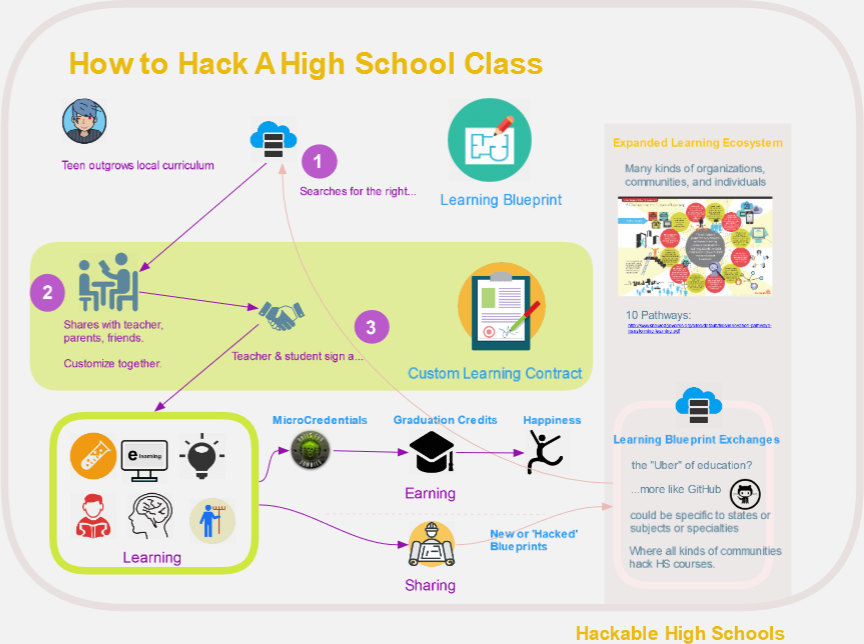 How to Hack A High School Class
Teen outgrows local curriculum
1
Searches for the right...
Learning Blueprint
2
Shares with teacher,
parents, friends.
Customize together.
3
Teacher & student sign a...
Custom Learning Contract
e learning
Learning
MicroCredentials
Graduation Credits
Happiness
Earning
Sharing
New or 'Hacked'
Blueprints
Expanded Learning Ecosystem
Many kinds of organizations,
communities, and individuals
10 Pathways:
Learning Blueprint Exchanges
the "Uber" of education?
...more like GitHub
could be specific to states or
subjects or specialties
Where all kinds of communities
hack HS courses.
Hackable High Schools